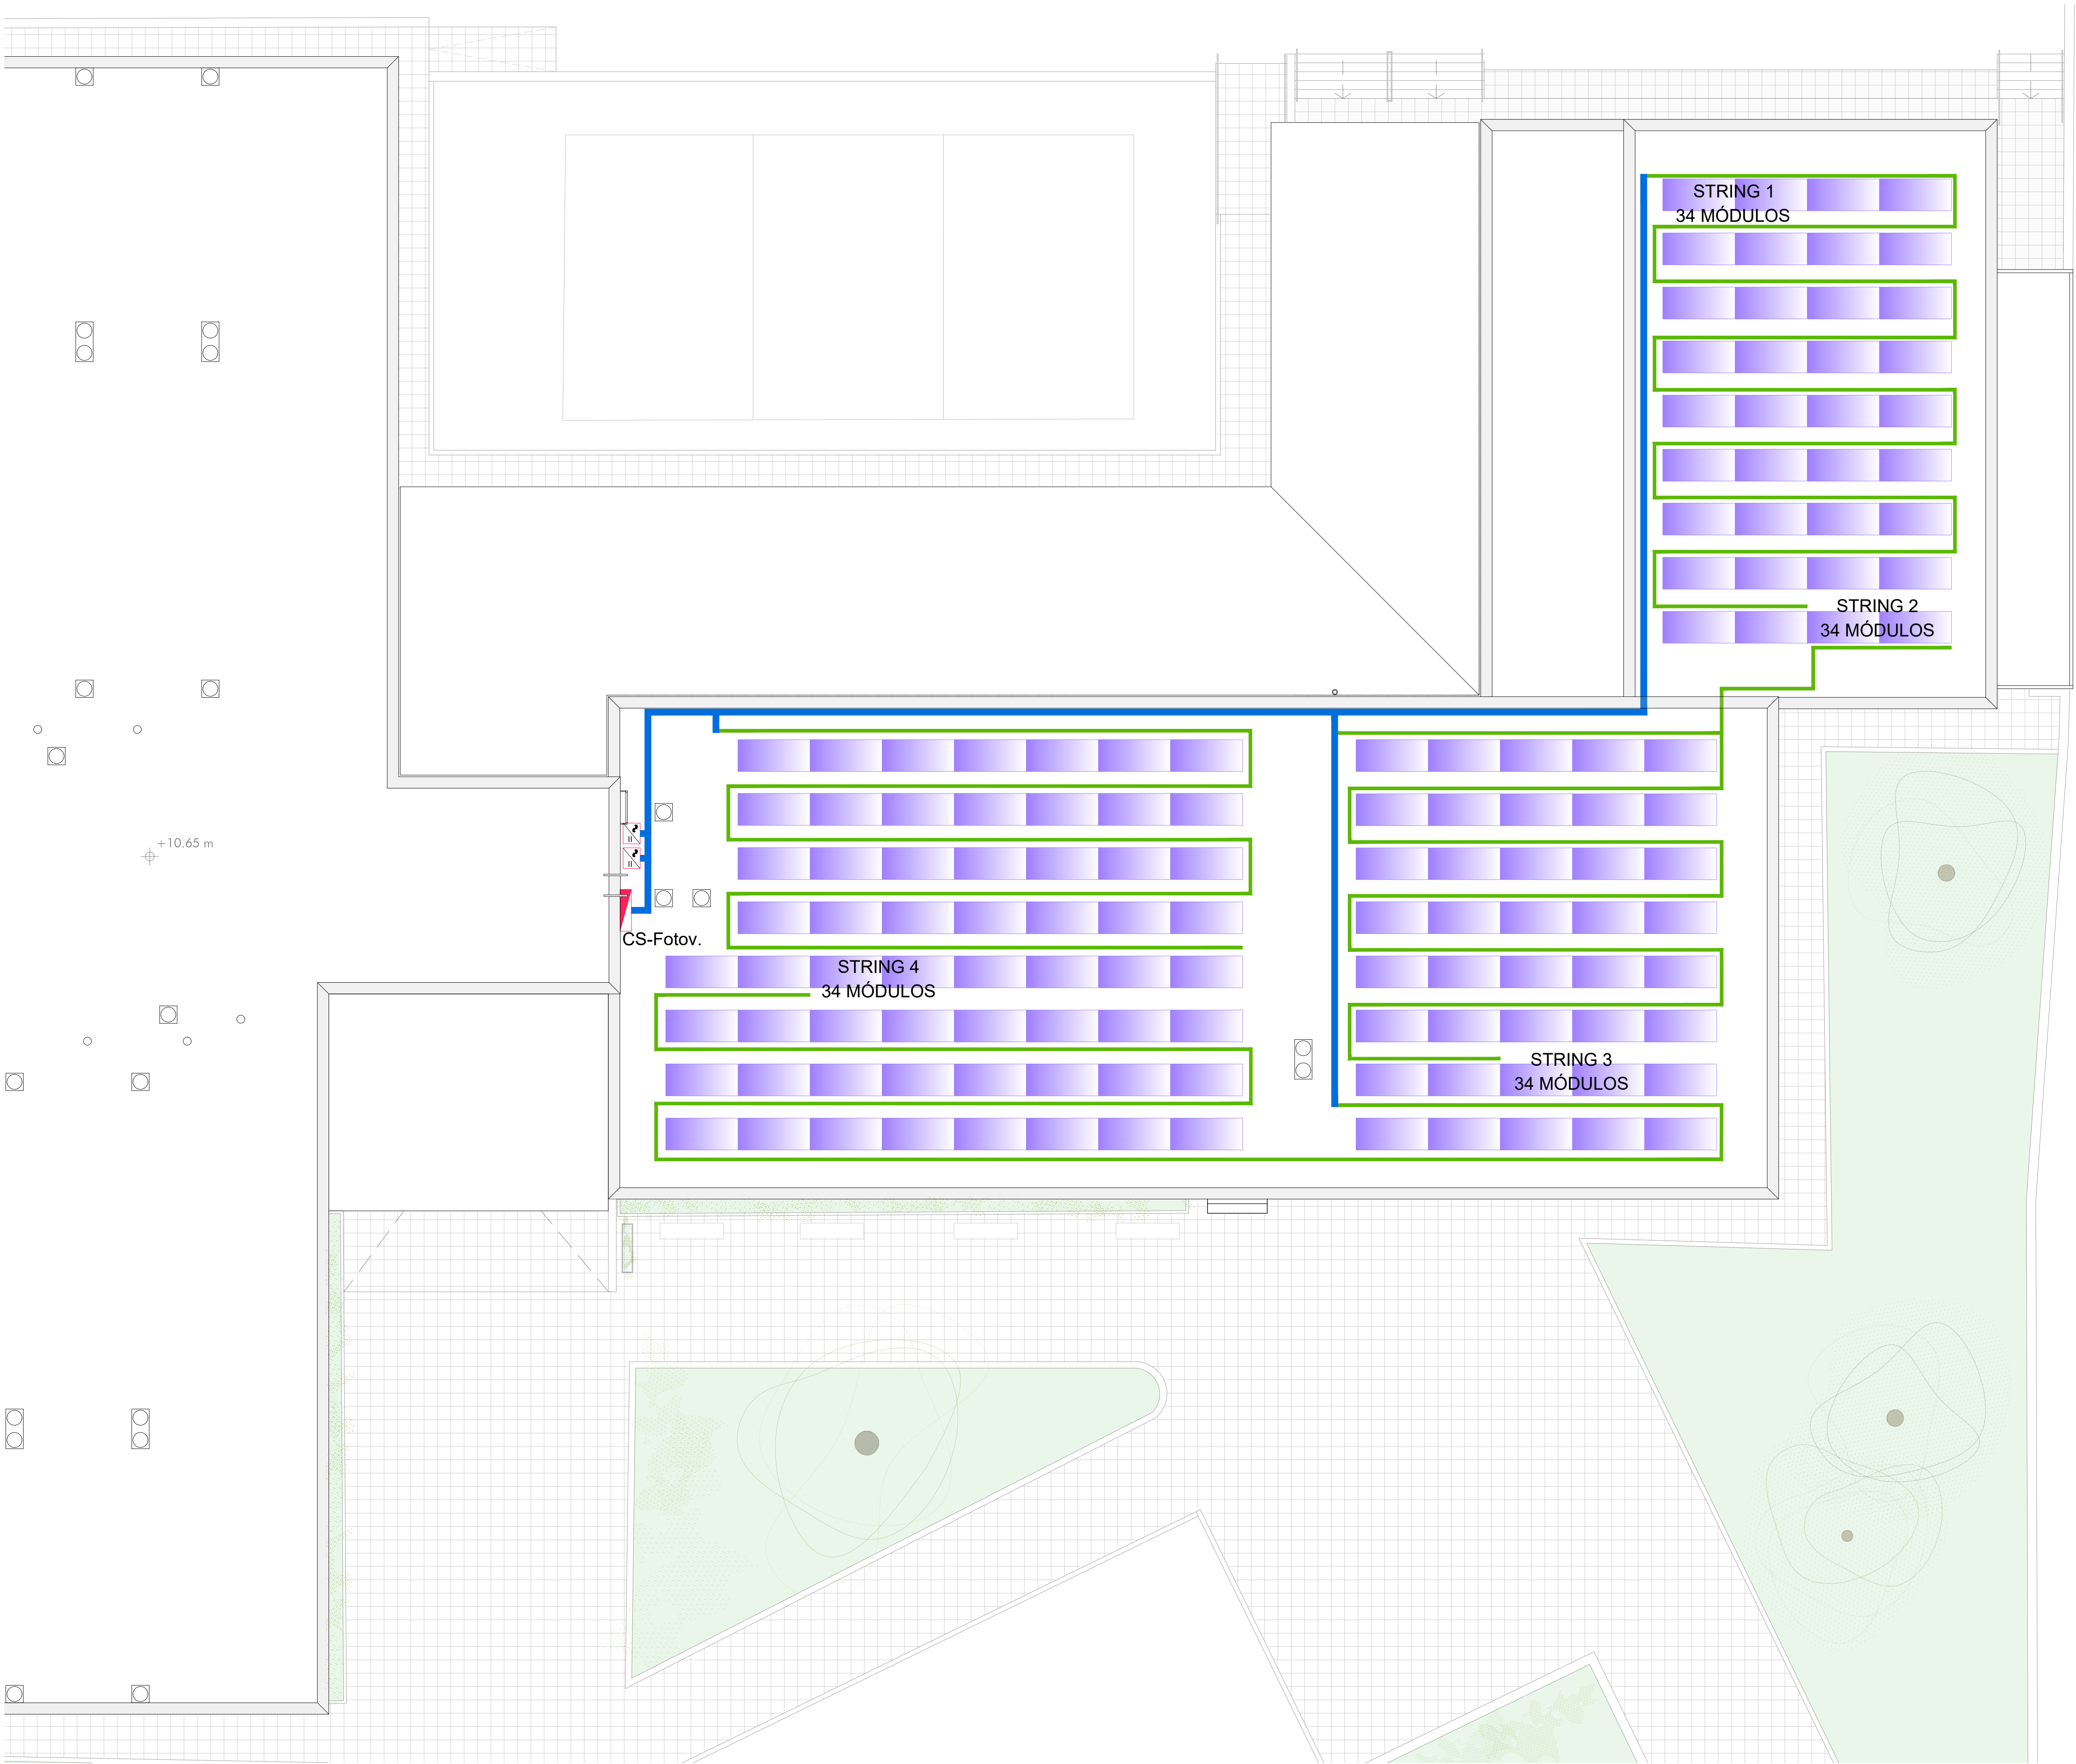 STRING 1
34 MÓDULOS
STRING 2
34 MÓDULOS
+10.65 m
CS-Fotov.
STRING 4
34 MÓDULOS
STRING 3
34 MÓDULOS